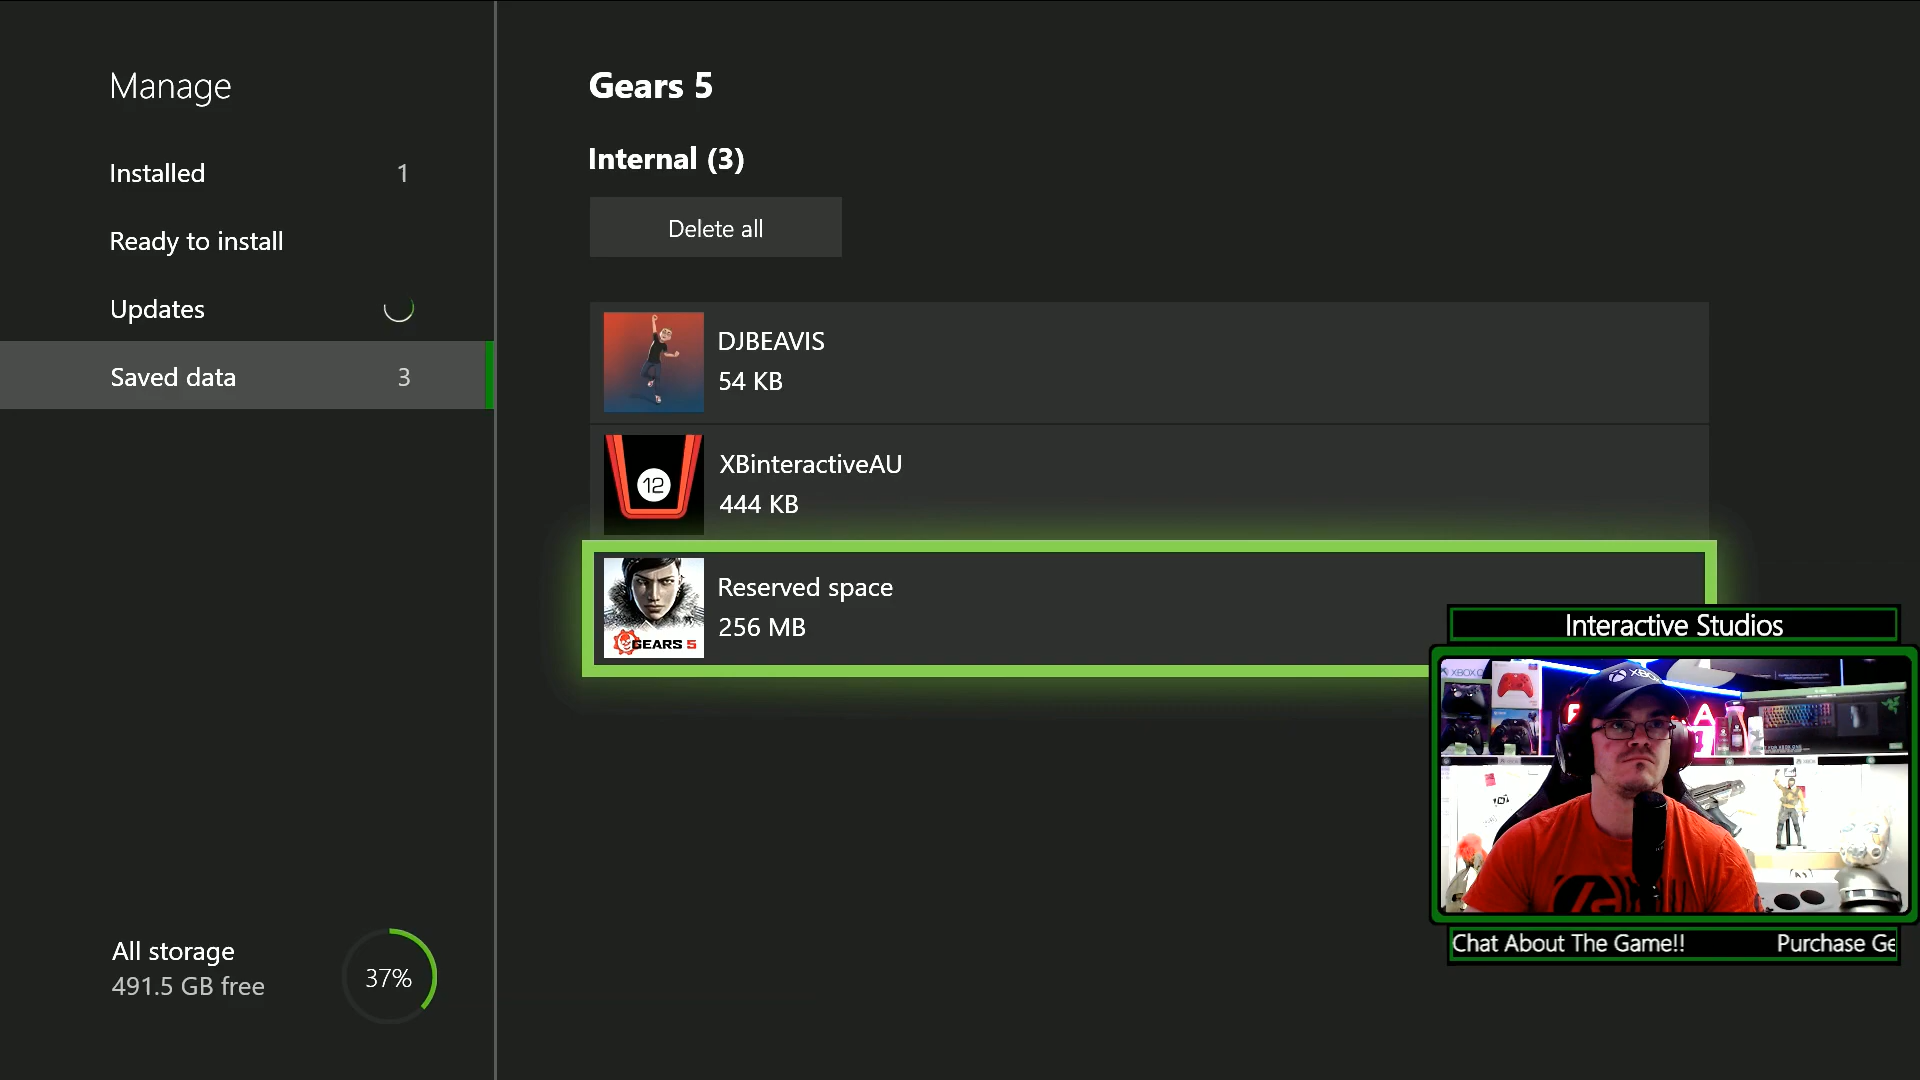 Manage
Installed 1
Ready to install
Updates
Saved data 3
All storage
491.5 GB free
37%
Gears 5
Internal (3)
Delete all
DJBEAVIS
54 KB
12
XBinteractiveAU
444 KB
GEARS 5
Reserved space
256 MB
Interactive Studios
XBOX
Chat About The Game!! Purchase Ge